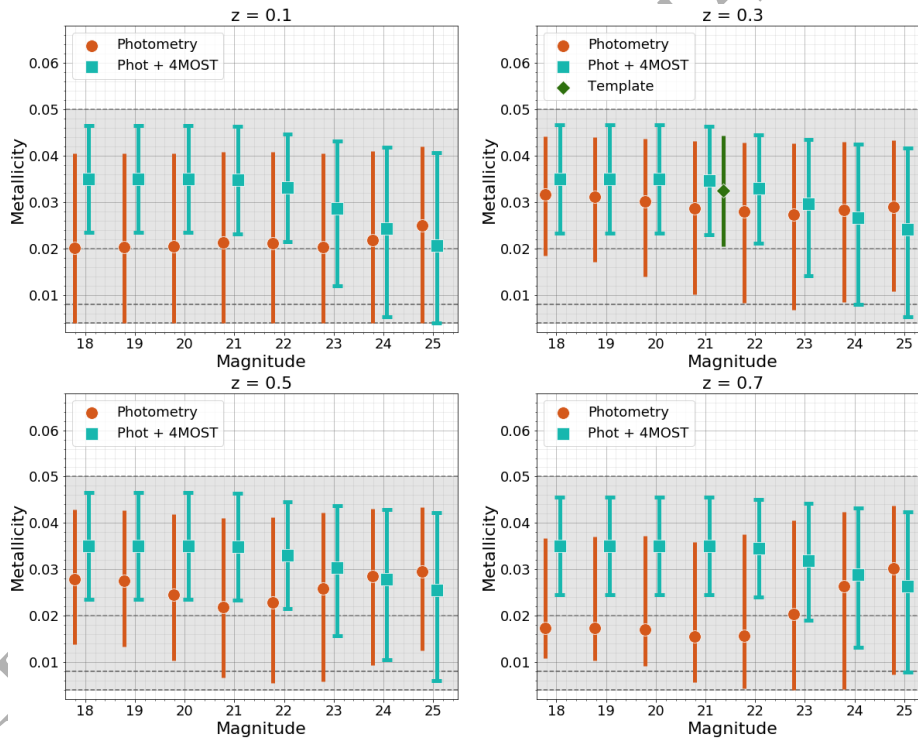 z = 0.1
Photometry
Phot + 4MOST
0.06
0.05
0.04
0.03
0.02
0.01
Metallicity
18 19 20 21 22 23 24 25
Magnitude
z = 0.3
Photometry
Phot + 4MOST
Template
0.06
0.05
0.04
0.03
0.02
0.01
Metallicity
18 19 20 21 22 23 24 25
Magnitude
z = 0.5
Photometry
Phot + 4MOST
0.06
0.05
0.04
0.03
0.02
0.01
Metallicity
18 19 20 21 22 23 24 25
Magnitude
z = 0.7
Photometry
Phot + 4MOST
0.06
0.05
0.04
0.03
0.02
0.01
Metallicity
18 19 20 21 22 23 24 25
Magnitude